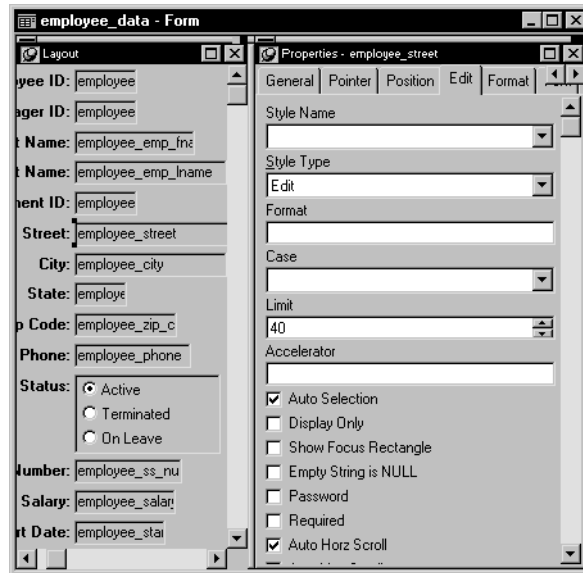 employee_data - Form
Layout
yee ID: employee
ager ID: employee
t Name: employee_emp_fna
t Name: employee_emp_lname
nent ID: employee
Street: employee_street
City: employee_city
State: employe
p Code: employee_zip_c
Phone: employee_phone
Status: Active
Terminated
On Leave
Number: employee_ss_nu
Salary: employee_salary
rt Date: employee_star
Properties - employee_street
General Pointer Position Edit Format
Style Name
Style Type
Edit
Format
Case
Limit
40
Accelerator
Auto Selection
Display Only
Show Focus Rectangle
Empty String is NULL
Password
Required
Auto Horz Scroll